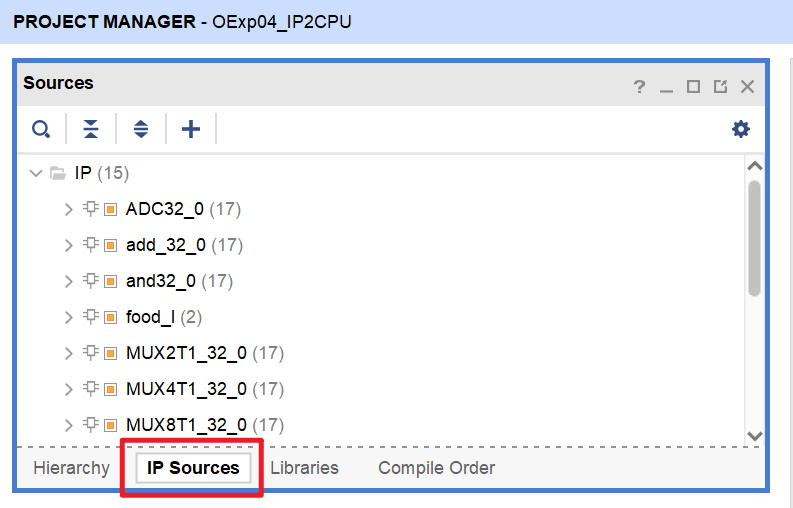 PROJECT MANAGER - OExp04_IP2CPU
Sources
?
IP (15)
ADC32_0 (17)
add_32_0 (17)
and32_0 (17)
food_I (2)
MUX2T1_32_0 (17)
MUX4T1_32_0 (17)
MUX8T1_32_0 (17)
Hierarchy IP Sources Libraries Compile Order